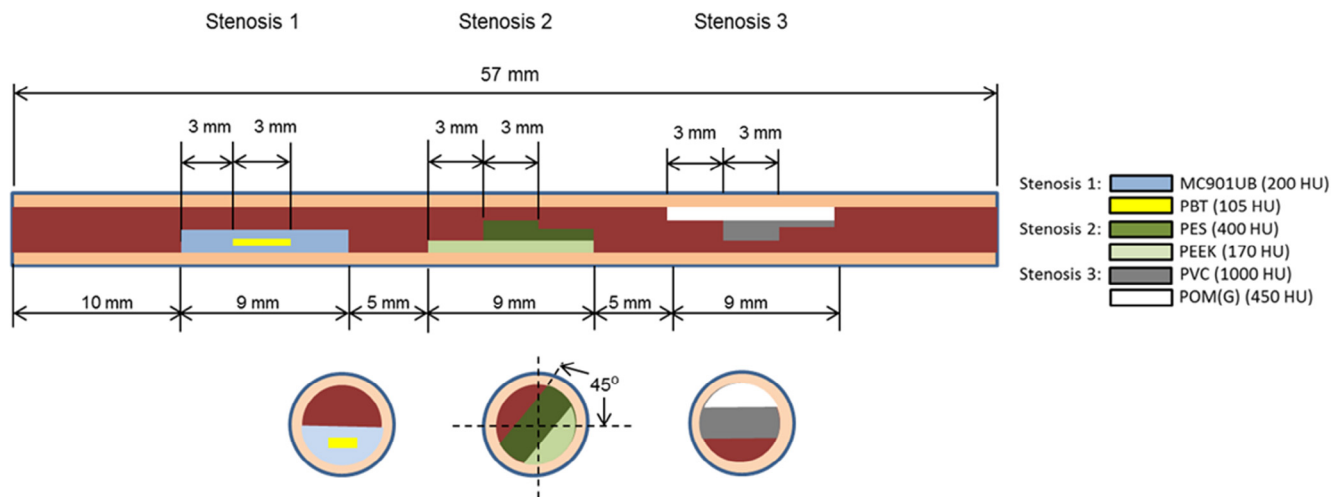 Stenosis 1 Stenosis 2 Stenosis 3
57 mm
3 mm 3 mm 3 mm 3 mm 3 mm 3 mm
Stenosis 1: MC901UB (200 HU)
PBT (105 HU)
Stenosis 2: PES (400 HU)
PEEK (170 HU)
Stenosis 3: PVC (1000 HU)
POM(G) (450 HU)
10 mm 9 mm 5 mm 9 mm 5 mm 9 mm
45⁰